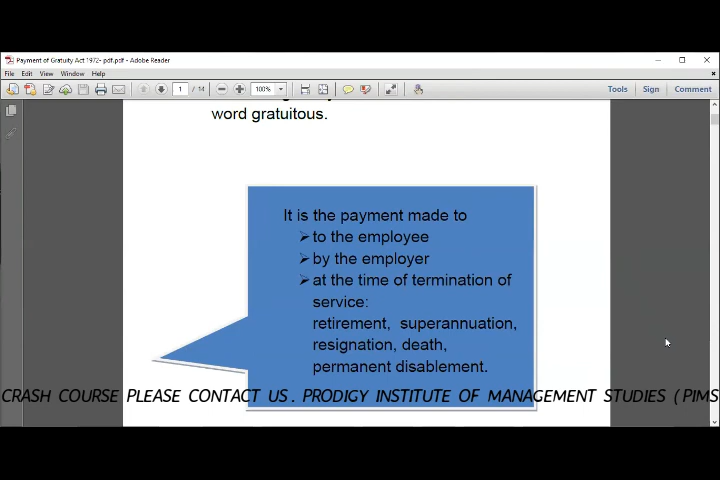 Payment of Gratuity Act 1972- pdf.pdf - Adobe Reader
File Edit View Window Help
1 / 14 100% Tools Sign Comment
word gratuitous.
It is the payment made to
➤ to the employee
➤ by the employer
➤ at the time of termination of
service:
retirement, superannuation,
resignation, death,
permanent disablement.
CRASH COURSE PLEASE CONTACT US . PRODIGY INSTITUTE OF MANAGEMENT STUDIES ( PIMS